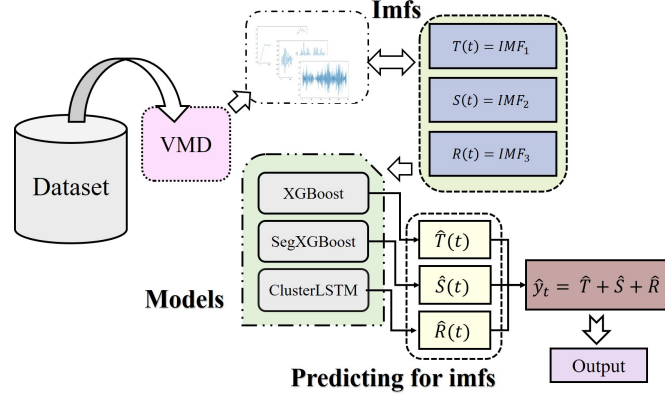 Imfs
T(t) = IMF₁
S(t) = IMF₂
R(t) = IMF₃
VMD
Dataset
XGBoost
SegXGBoost
ClusterLSTM
Models
T̂(t)
Ŝ(t)
R̂(t)
ŷₜ = T̂ + Ŝ + R̂
Output
Predicting for imfs